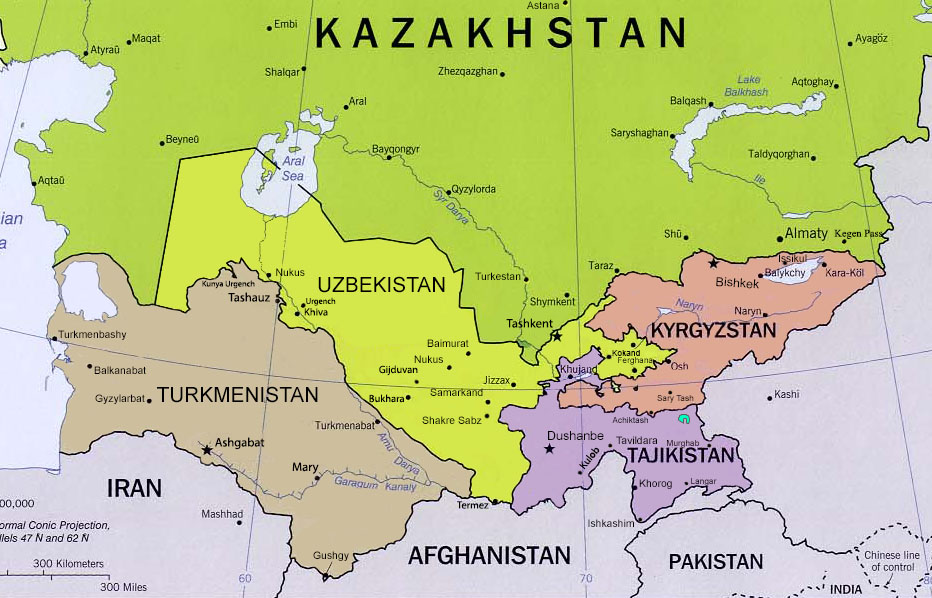 Astana
Embi
KAZAKHSTAN
Maqat
Ayagöz
Atyraū
Shalqar
Zhezqazghan
Lake
Balkhash
Aqtoghay
Aral
Balqash
Saryshaghan
Beyneū
Bayqongyr
Taldyqorghan
Aral
Sea
Aqtaū
Qyzylorda
Ile
Syr Darya
ian
a
Shū
Almaty
Kegen Pass
Nukus
Turkestan
Taraz
Issikul
Balykchy
Kara-Köl
Kunya Urgench
Tashauz
UZBEKISTAN
Bishkek
Urgench
Khiva
Shymkent
Naryn
Naryn
Tashkent
KYRGYZSTAN
Turkmenbashy
Baimurat
Kokand
Nukus
Ferghana
Osh
Balkanabat
Gijduvan
Khujand
Jizzax
TURKMENISTAN
Gyzylarbat
Bukhara
Samarkand
Sary Tash
Kashi
Shakre Sabz
Achiktash
Turkmenabat
Dushanbe
Ashgabat
Amu Darya
Tavildara
Murghab
TAJIKISTAN
Kulob
Mary
Garagum Kanaly
Khorog
Langar
IRAN
Termez
00,000
Mashhad
Ishkashim
ormal Conic Projection,
llels 47 N and 62 N
Gushgy
AFGHANISTAN
PAKISTAN
Chinese line
of control
300 Kilometers
60
70
80
300 Miles
INDIA